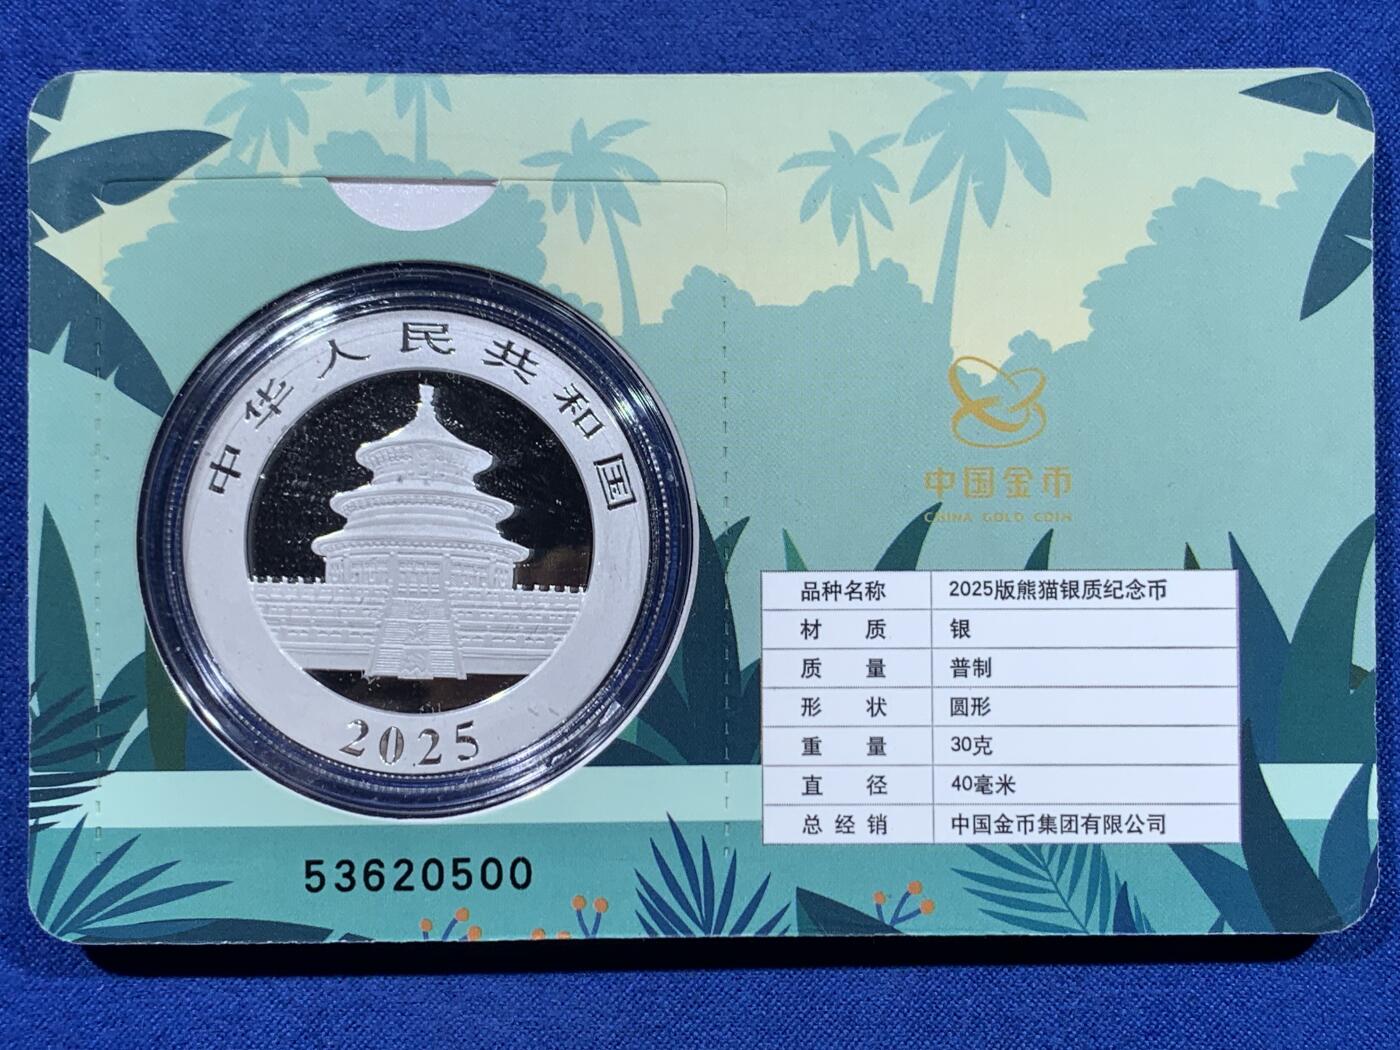 中华人民共和国
2025
53620500
中国金币
CHINA GOLD COIN
品种名称 2025版熊猫银质纪念币
材 质 银
质 量 普制
形 状 圆形
重 量 30克
直 径 40毫米
总经销 中国金币集团有限公司